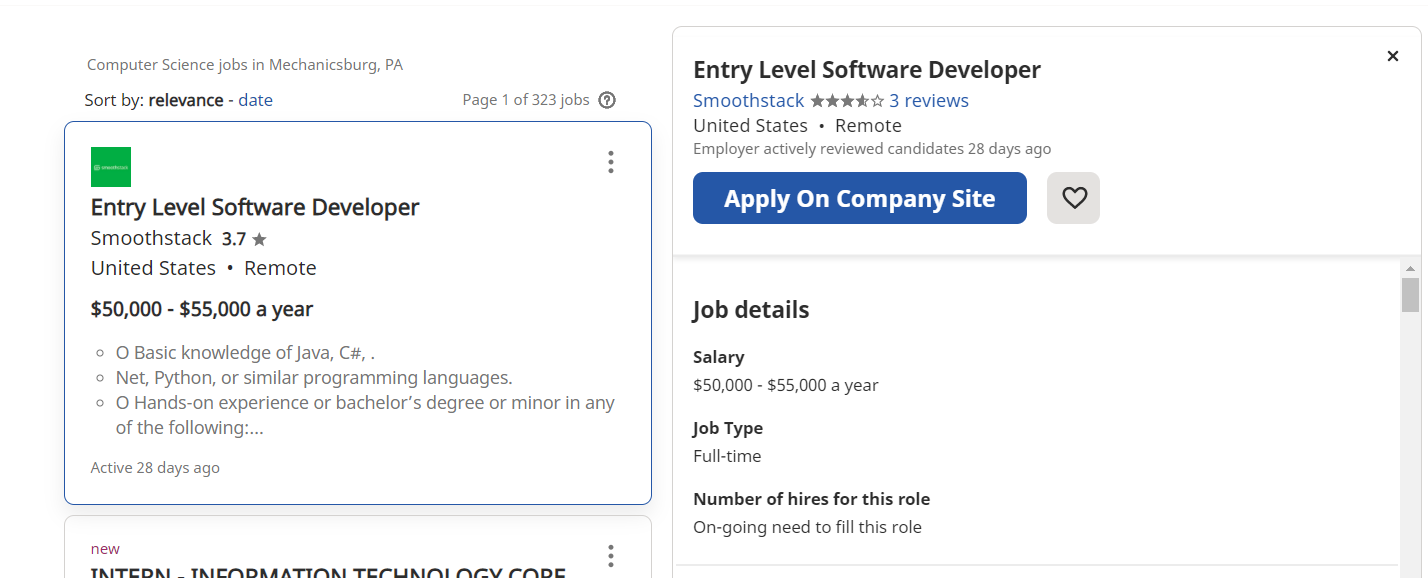 Computer Science jobs in Mechanicsburg, PA
Sort by: relevance - date
Page 1 of 323 jobs
Entry Level Software Developer
Smoothstack 3.7
United States • Remote
$50,000 - $55,000 a year
O Basic knowledge of Java, C#, .
Net, Python, or similar programming languages.
O Hands-on experience or bachelor’s degree or minor in any
of the following:...
Active 28 days ago
new
INTERN - INFORMATION TECHNOLOGY CORE
Entry Level Software Developer
Smoothstack 3 reviews
United States • Remote
Employer actively reviewed candidates 28 days ago
Apply On Company Site
Job details
Salary
$50,000 - $55,000 a year
Job Type
Full-time
Number of hires for this role
On-going need to fill this role